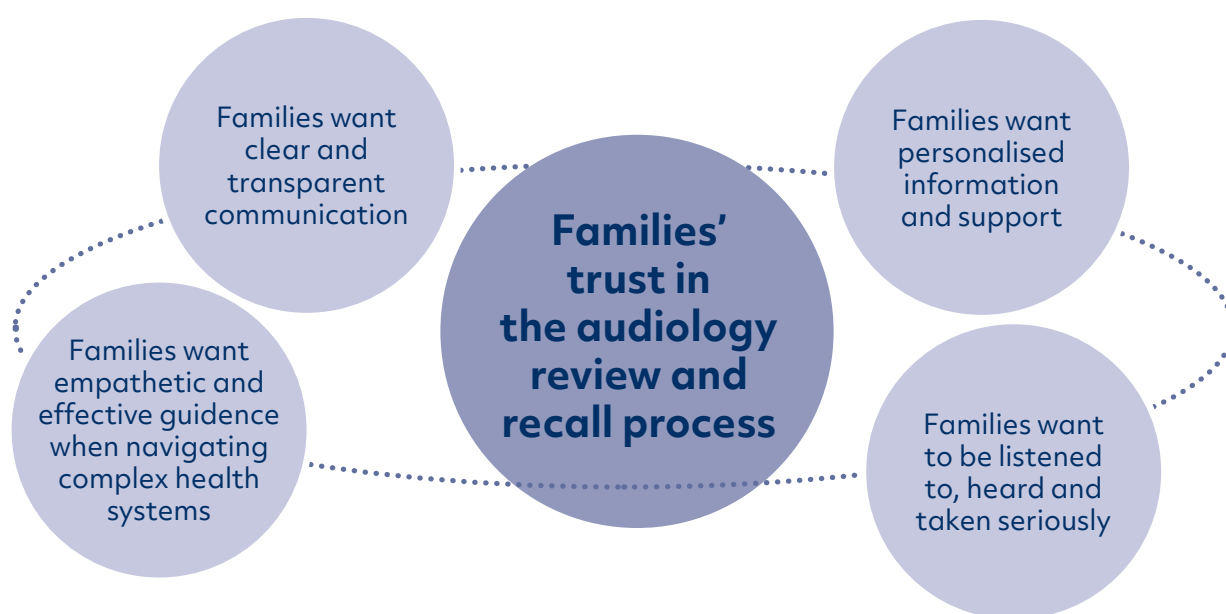 Families want
clear and
transparent
communication
Families want
personalised
information
and support
Families'
trust in
the audiology
review and
recall process
Families want
empathetic and
effective guidance
when navigating
complex health
systems
Families want
to be listened
to, heard and
taken seriously